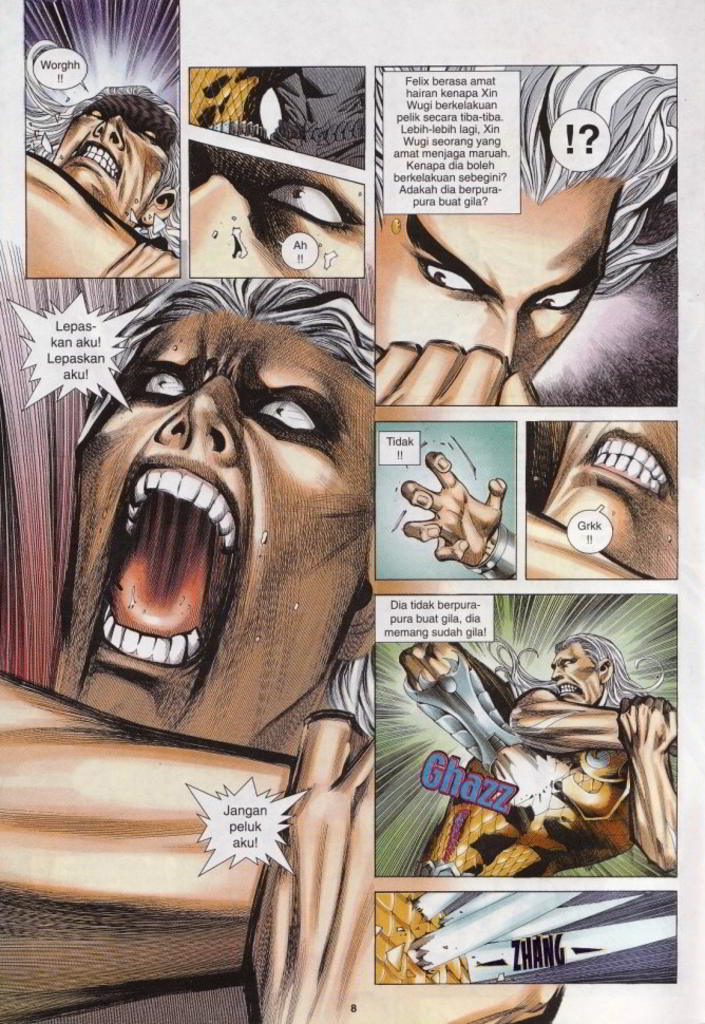 Worghh
!!
Ah
!!
Felix berasa amat
hairan kenapa Xin
Wugi berkelakuan
pelik secara tiba-tiba.
Lebih-lebih lagi, Xin
Wugi seorang yang
amat menjaga maruah.
Kenapa dia boleh
berkelakuan sebegini?
Adakah dia berpura-
pura buat gila?
!?
Lepas-
kan aku!
Lepaskan
aku!
Jangan
peluk
aku!
Tidak
!!
Grkk
!!
Dia tidak berpura-
pura buat gila, dia
memang sudah gila!
Ghazz
ZHANG
8